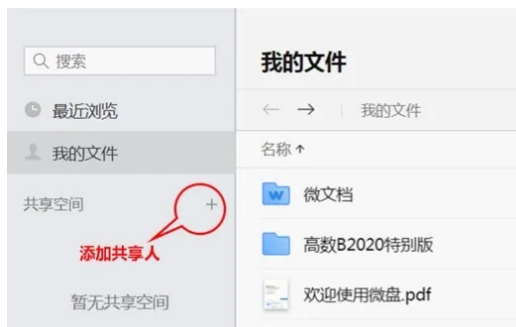 搜索
最近浏览
我的文件
共享空间
添加共享人
暂无共享空间
我的文件
我的文件
名称
微文档
高数B2020特别版
欢迎使用微盘.pdf